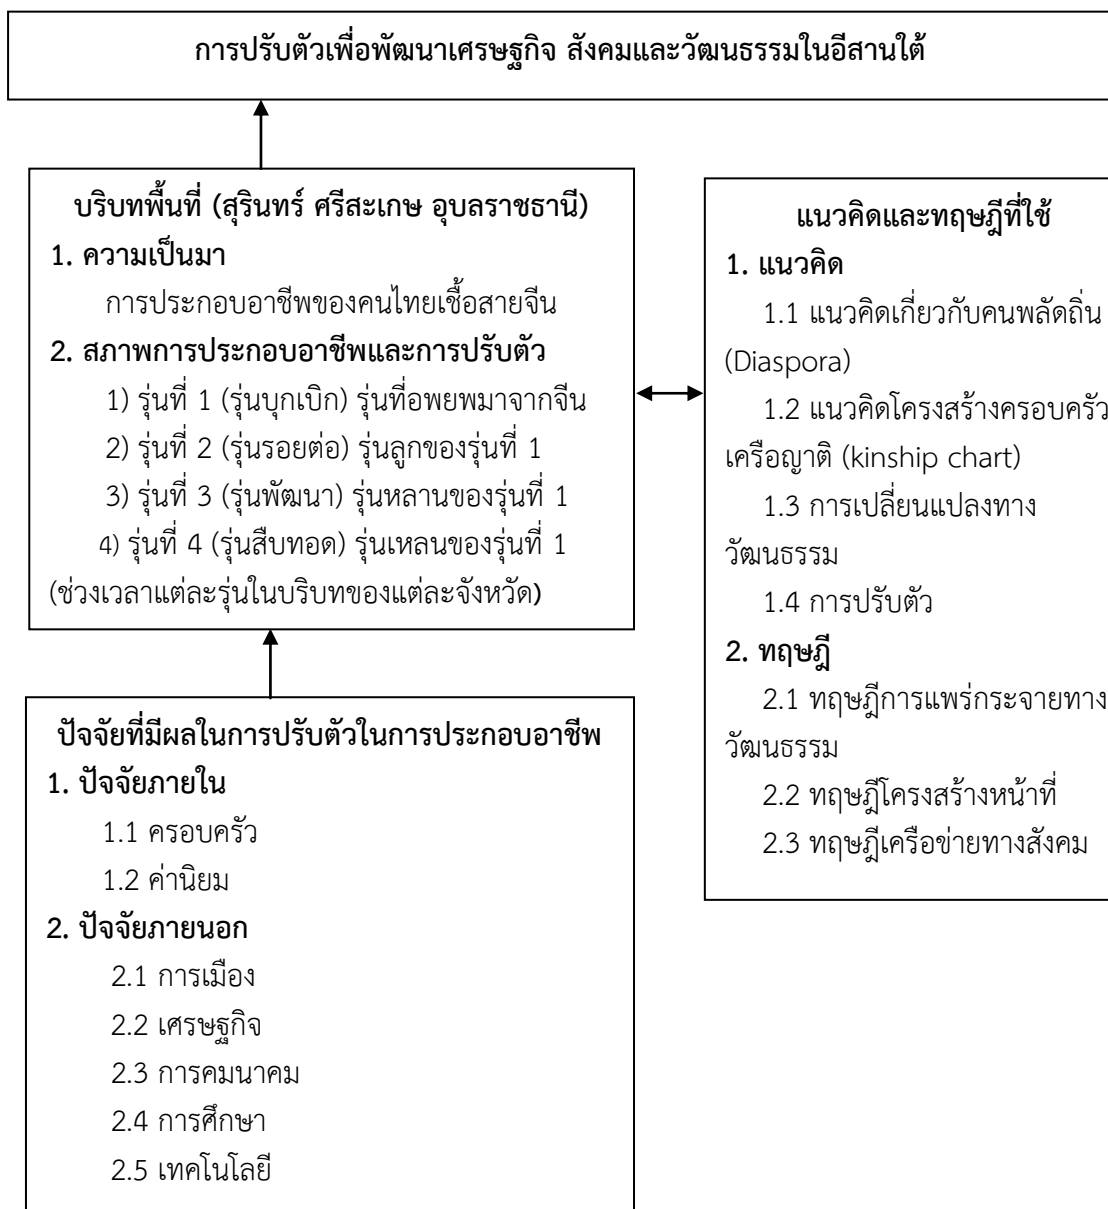 การปรับตัวเพื่อพัฒนาเศรษฐกิจ สังคมและวัฒนธรรมในอีสานใต้
บริบทพื้นที่ (สุรินทร์ ศรีสะเกษ อุบลราชธานี)
1. ความเป็นมา
การประกอบอาชีพของคนไทยเชื้อสายจีน
2. สภาพการประกอบอาชีพและการปรับตัว
1) รุ่นที่ 1 (รุ่นบุกเบิก) รุ่นที่อพยพมาจากจีน
2) รุ่นที่ 2 (รุ่นรอยต่อ) รุ่นลูกของรุ่นที่ 1
3) รุ่นที่ 3 (รุ่นพัฒนา) รุ่นหลานของรุ่นที่ 1
4) รุ่นที่ 4 (รุ่นสืบทอด) รุ่นเหลนของรุ่นที่ 1
(ช่วงเวลาแต่ละรุ่นในบริบทของแต่ละจังหวัด)
แนวคิดและทฤษฎีที่ใช้
1. แนวคิด
1.1 แนวคิดเกี่ยวกับคนพลัดถิ่น
(Diaspora)
1.2 แนวคิดโครงสร้างครอบครัว
เครือญาติ (kinship chart)
1.3 การเปลี่ยนแปลงทาง
วัฒนธรรม
1.4 การปรับตัว
2. ทฤษฎี
2.1 ทฤษฎีการแพร่กระจายทาง
วัฒนธรรม
2.2 ทฤษฎีโครงสร้างหน้าที่
2.3 ทฤษฎีเครือข่ายทางสังคม
ปัจจัยที่มีผลในการปรับตัวในการประกอบอาชีพ
1. ปัจจัยภายใน
1.1 ครอบครัว
1.2 ค่านิยม
2. ปัจจัยภายนอก
2.1 การเมือง
2.2 เศรษฐกิจ
2.3 การคมนาคม
2.4 การศึกษา
2.5 เทคโนโลยี